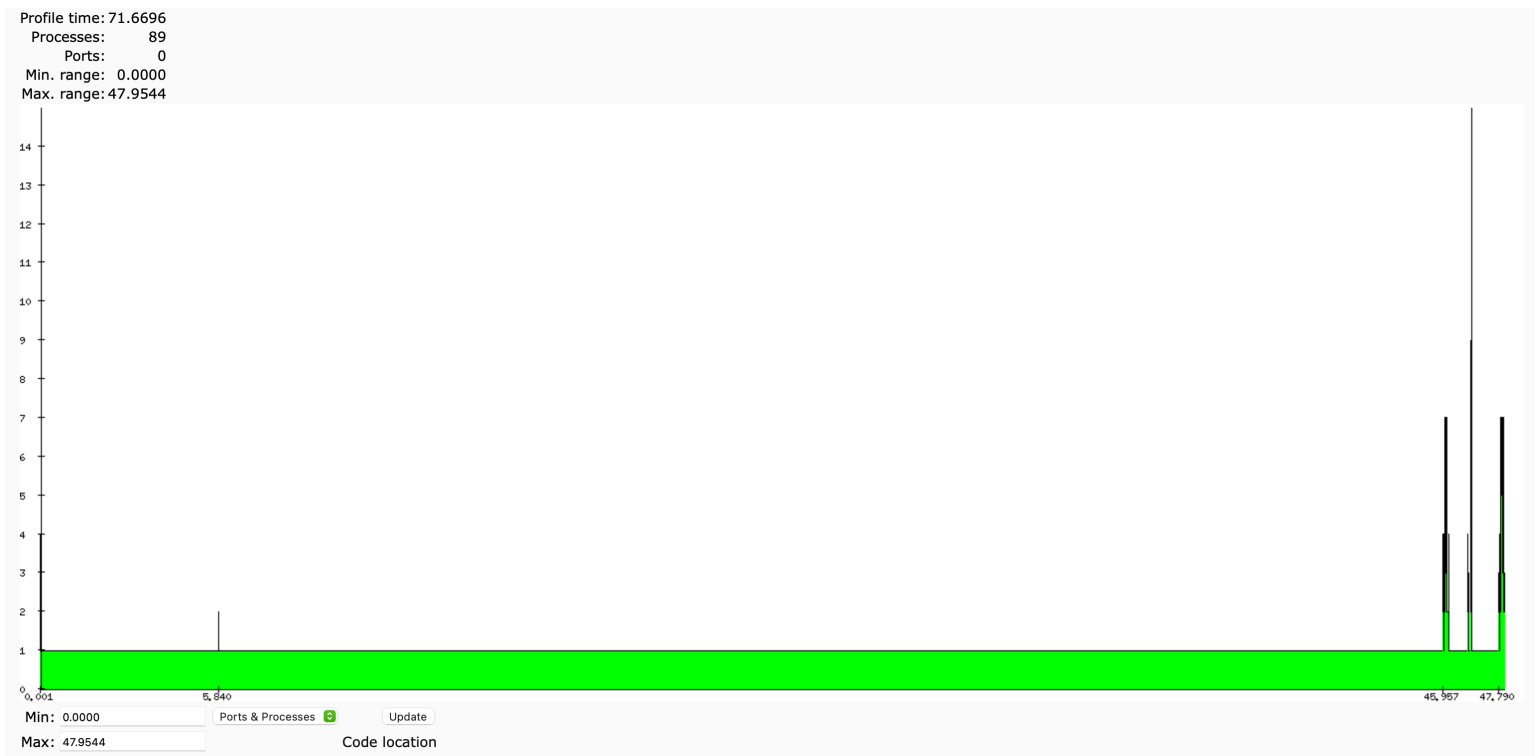 Profile time: 71.6696
Processes: 89
Ports: 0
Min. range: 0.0000
Max. range: 47.9544
14
13
12
11
10
9
8
7
6
5
4
3
2
1
0
0.001 5.840 45.957 47.790
Min: 0.0000 Ports & Processes Update
Max: 47.9544 Code location